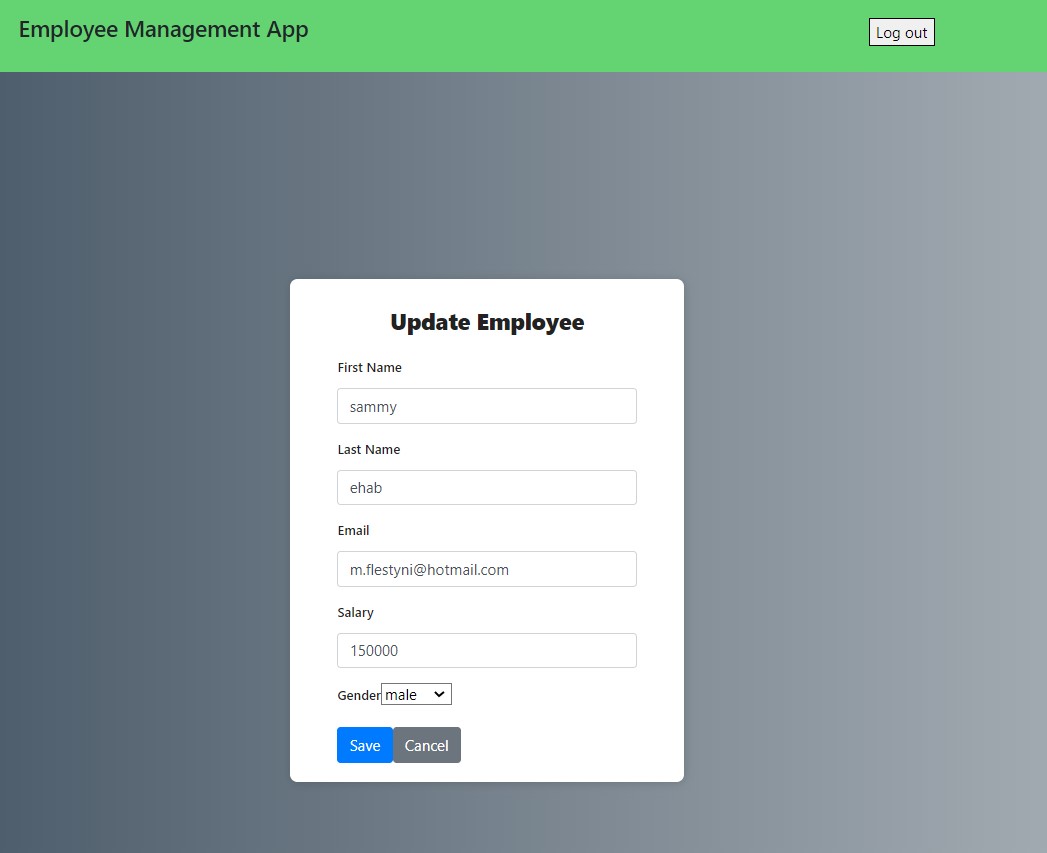 Employee Management App
Log out
Update Employee
First Name
sammy
Last Name
ehab
Email
m.flestyni@hotmail.com
Salary
150000
Gender male
Save Cancel